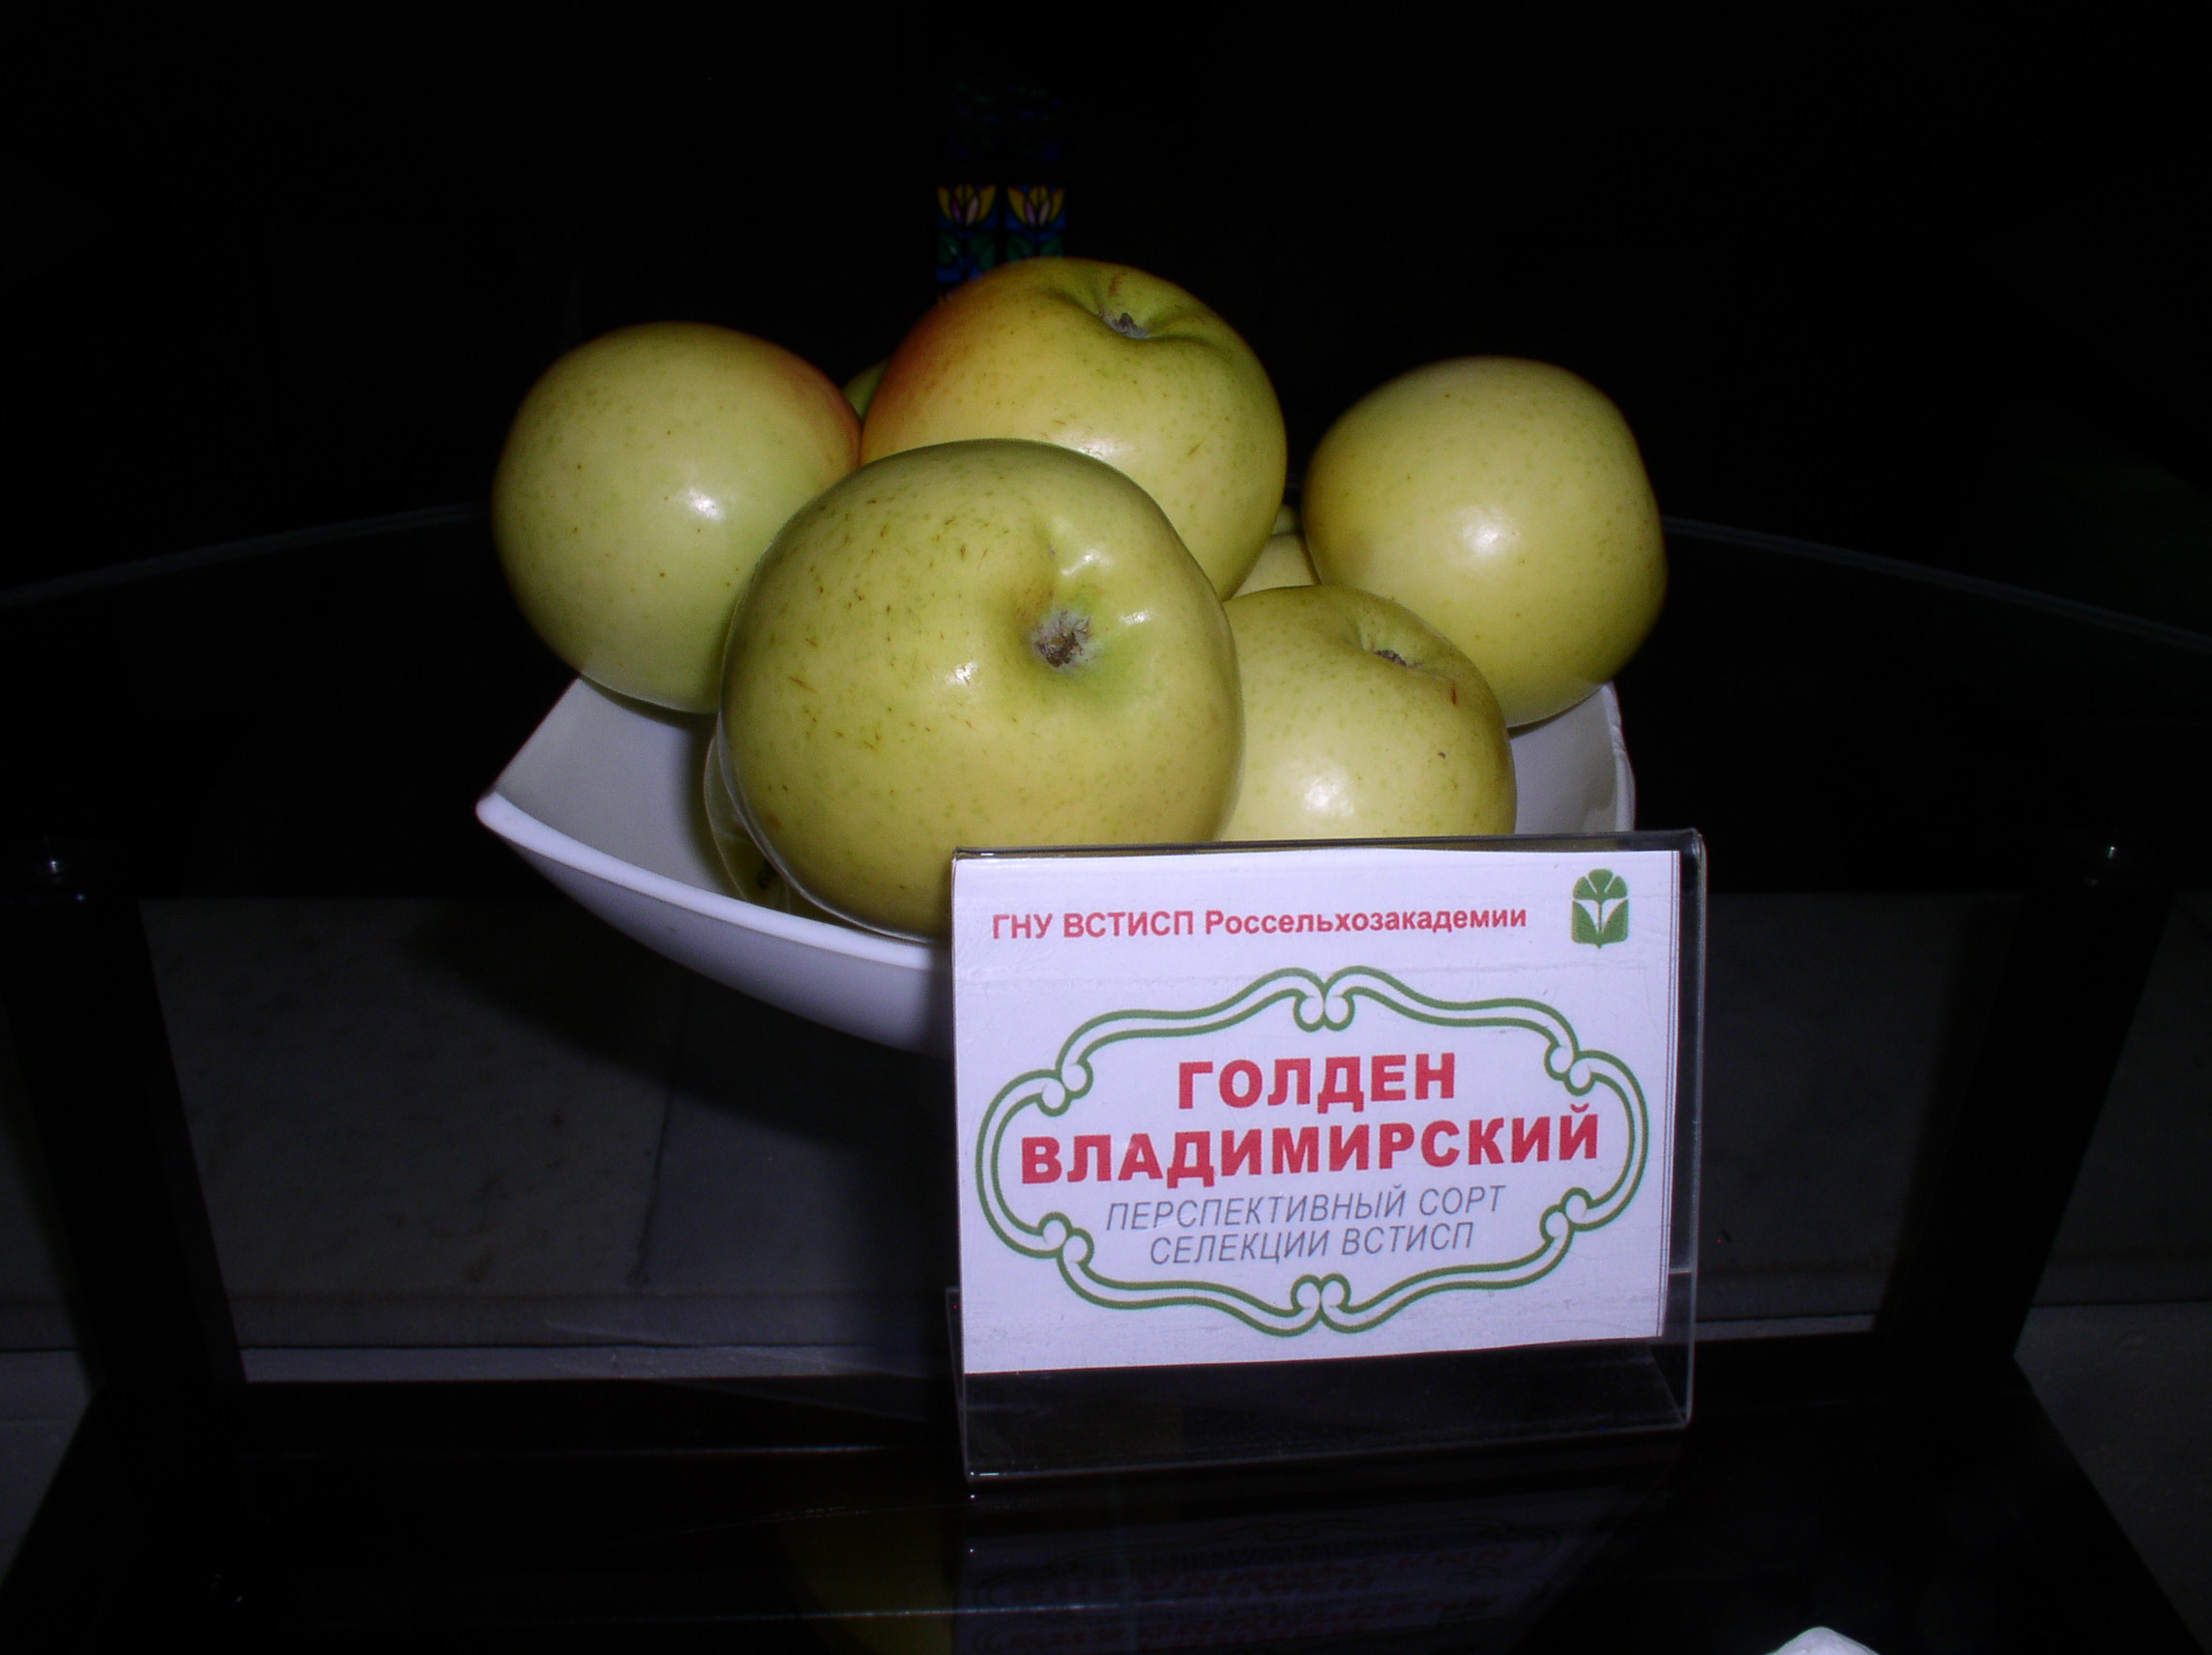 ГНУ ВСТИСП Россельхозакадемии
ГОЛДЕН
ВЛАДИМИРСКИЙ
ПЕРСПЕКТИВНЫЙ СОРТ
СЕЛЕКЦИИ ВСТИСП